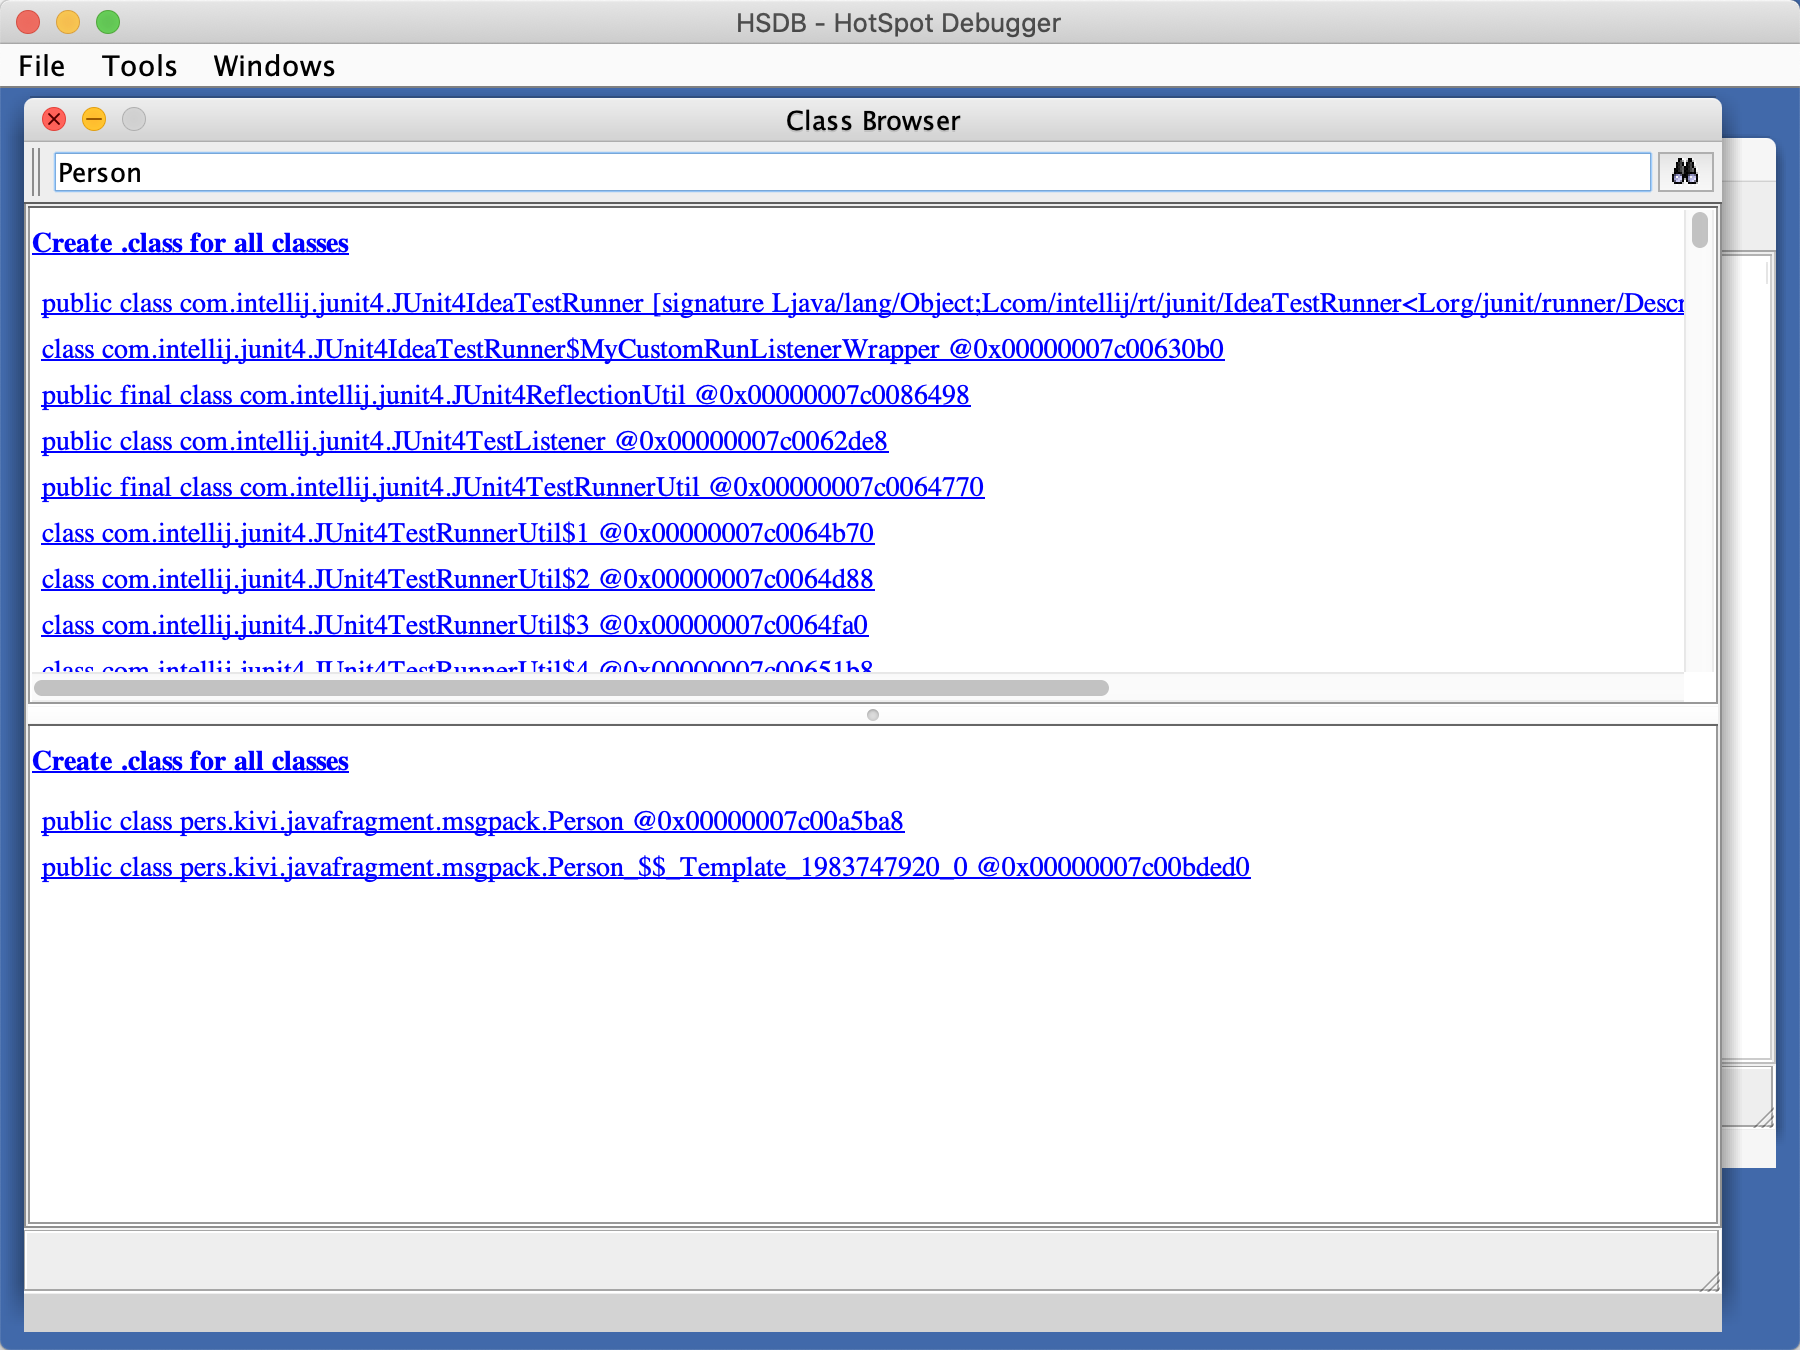 HSDB - HotSpot Debugger
File Tools Windows
Class Browser
Person
Create .class for all classes
public class com.intellij.junit4.JUnit4IdeaTestRunner [signature Ljava/lang/Object;Lcom/intellij/rt/junit/IdeaTestRunner<Lorg/junit/runner/Descr
class com.intellij.junit4.JUnit4IdeaTestRunner$MyCustomRunListenerWrapper @0x00000007c00630b0
public final class com.intellij.junit4.JUnit4ReflectionUtil @0x00000007c0086498
public class com.intellij.junit4.JUnit4TestListener @0x00000007c0062de8
public final class com.intellij.junit4.JUnit4TestRunnerUtil @0x00000007c0064770
class com.intellij.junit4.JUnit4TestRunnerUtil$1 @0x00000007c0064b70
class com.intellij.junit4.JUnit4TestRunnerUtil$2 @0x00000007c0064d88
class com.intellij.junit4.JUnit4TestRunnerUtil$3 @0x00000007c0064fa0
class com.intellij.junit4.JUnit4TestRunnerUtil$4 @0x00000007c00651b8
Create .class for all classes
public class pers.kivi.javafragment.msgpack.Person @0x00000007c00a5ba8
public class pers.kivi.javafragment.msgpack.Person_$$_Template_1983747920_0 @0x00000007c00bded0